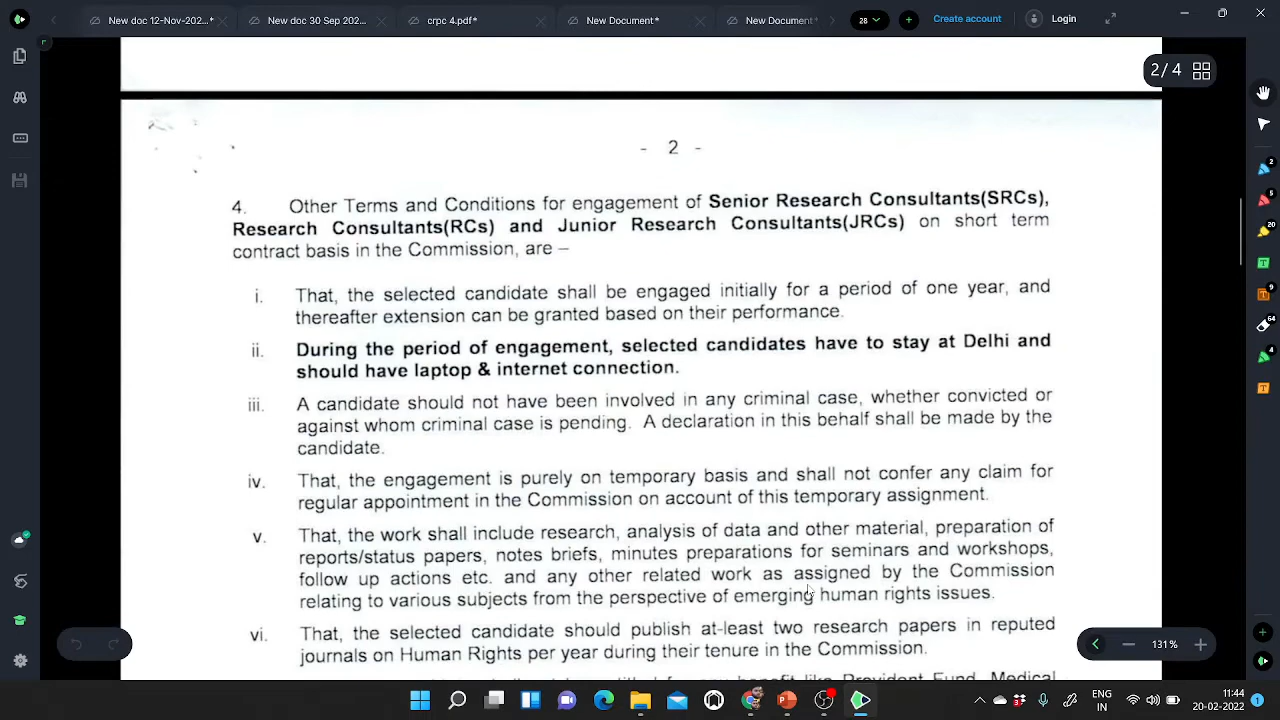 New doc 12-Nov-202...*
Research doc 30 Sep 202...
crpc 4.pdf*
New Document*
New Document*
28
Create account
Login
2/4
- 2 -
4. Other Terms and Conditions for engagement of Senior Research Consultants(SRCs),
Research Consultants(RCs) and Junior Research Consultants(JRCs) on short term
contract basis in the Commission, are –
i. That, the selected candidate shall be engaged initially for a period of one year, and
thereafter extension can be granted based on their performance.
ii. During the period of engagement, selected candidates have to stay at Delhi and
should have laptop & internet connection.
iii. A candidate should not have been involved in any criminal case, whether convicted or
against whom criminal case is pending. A declaration in this behalf shall be made by the
candidate.
iv. That, the engagement is purely on temporary basis and shall not confer any claim for
regular appointment in the Commission on account of this temporary assignment.
v. That, the work shall include research, analysis of data and other material, preparation of
reports/status papers, notes briefs, minutes preparations for seminars and workshops,
follow up actions etc. and any other related work as assigned by the Commission
relating to various subjects from the perspective of emerging human rights issues.
vi. That, the selected candidate should publish at-least two research papers in reputed
journals on Human Rights per year during their tenure in the Commission.
benefit like Provident Fund, Medical
2
5
20
9
64
4
131%
ENG
IN
11:44
20-02-2022